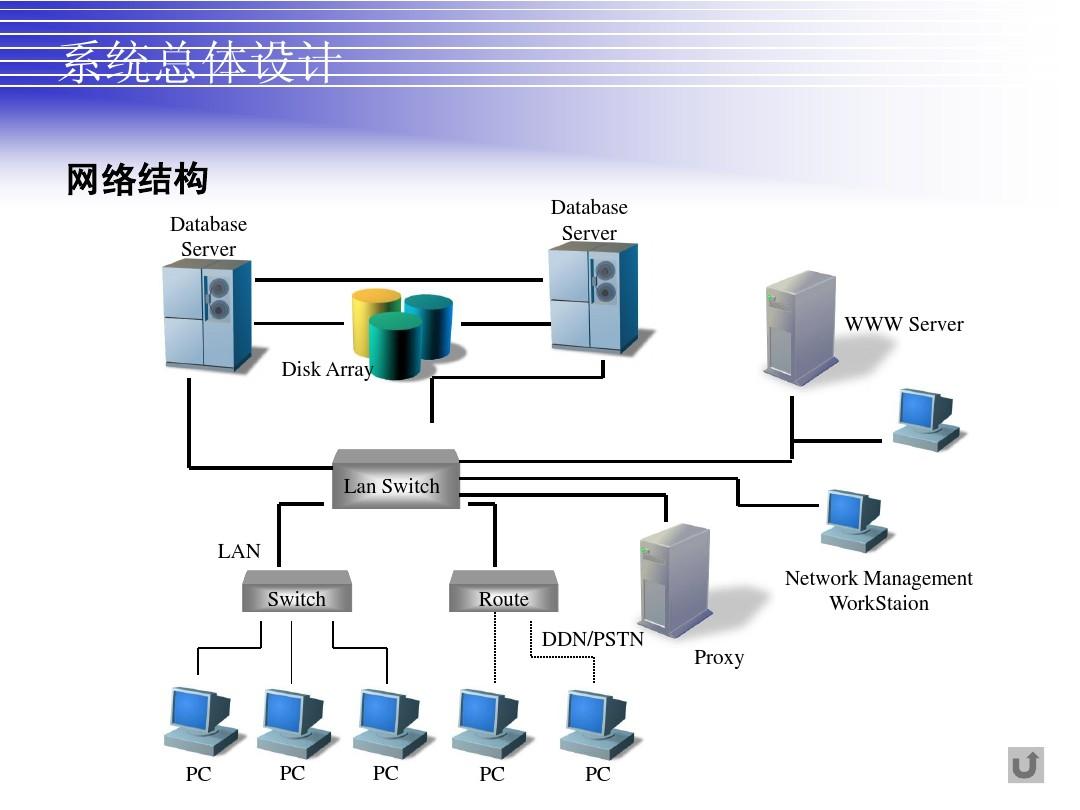 系统总体设计
网络结构
Database
Server
Database
Server
WWW Server
Disk Array
Lan Switch
LAN
Switch
Route
Network Management
WorkStaion
DDN/PSTN
Proxy
PC
PC
PC
PC
PC